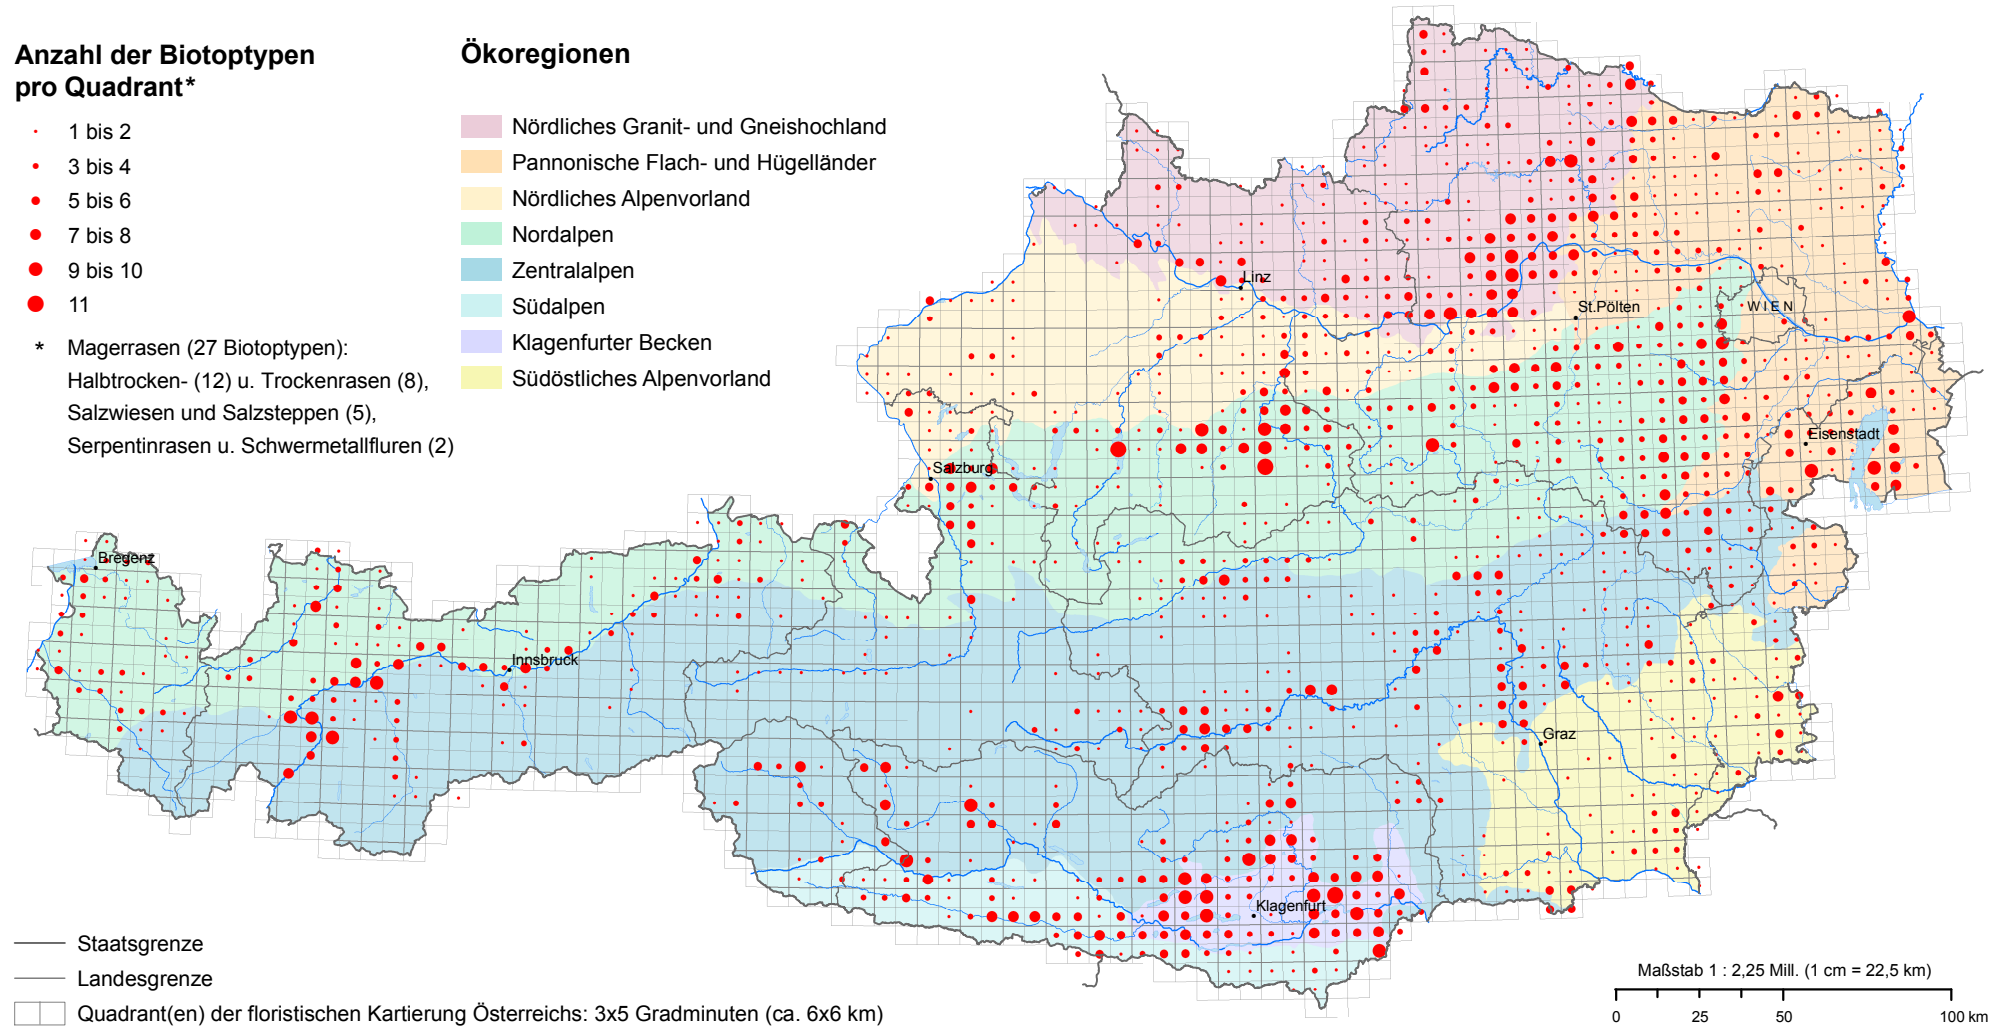 Anzahl der Biotoptypen
pro Quadrant*
1 bis 2
3 bis 4
5 bis 6
7 bis 8
9 bis 10
11
* Magerrasen (27 Biotoptypen):
Halbtrocken- (12) u. Trockenrasen (8),
Salzwiesen und Salzsteppen (5),
Serpentinrasen u. Schwermetallfluren (2)
Ökoregionen
Nördliches Granit- und Gneishochland
Pannonische Flach- und Hügelländer
Nördliches Alpenvorland
Nordalpen
Zentralalpen
Südalpen
Klagenfurter Becken
Südöstliches Alpenvorland
Linz
St.Pölten
WIEN
Eisenstadt
Salzburg
Bregenz
Innsbruck
Graz
Klagenfurt
Staatsgrenze
Landesgrenze
Quadrant(en) der floristischen Kartierung Österreichs: 3x5 Gradminuten (ca. 6x6 km)
Maßstab 1 : 2,25 Mill. (1 cm = 22,5 km)
0 25 50 100 km